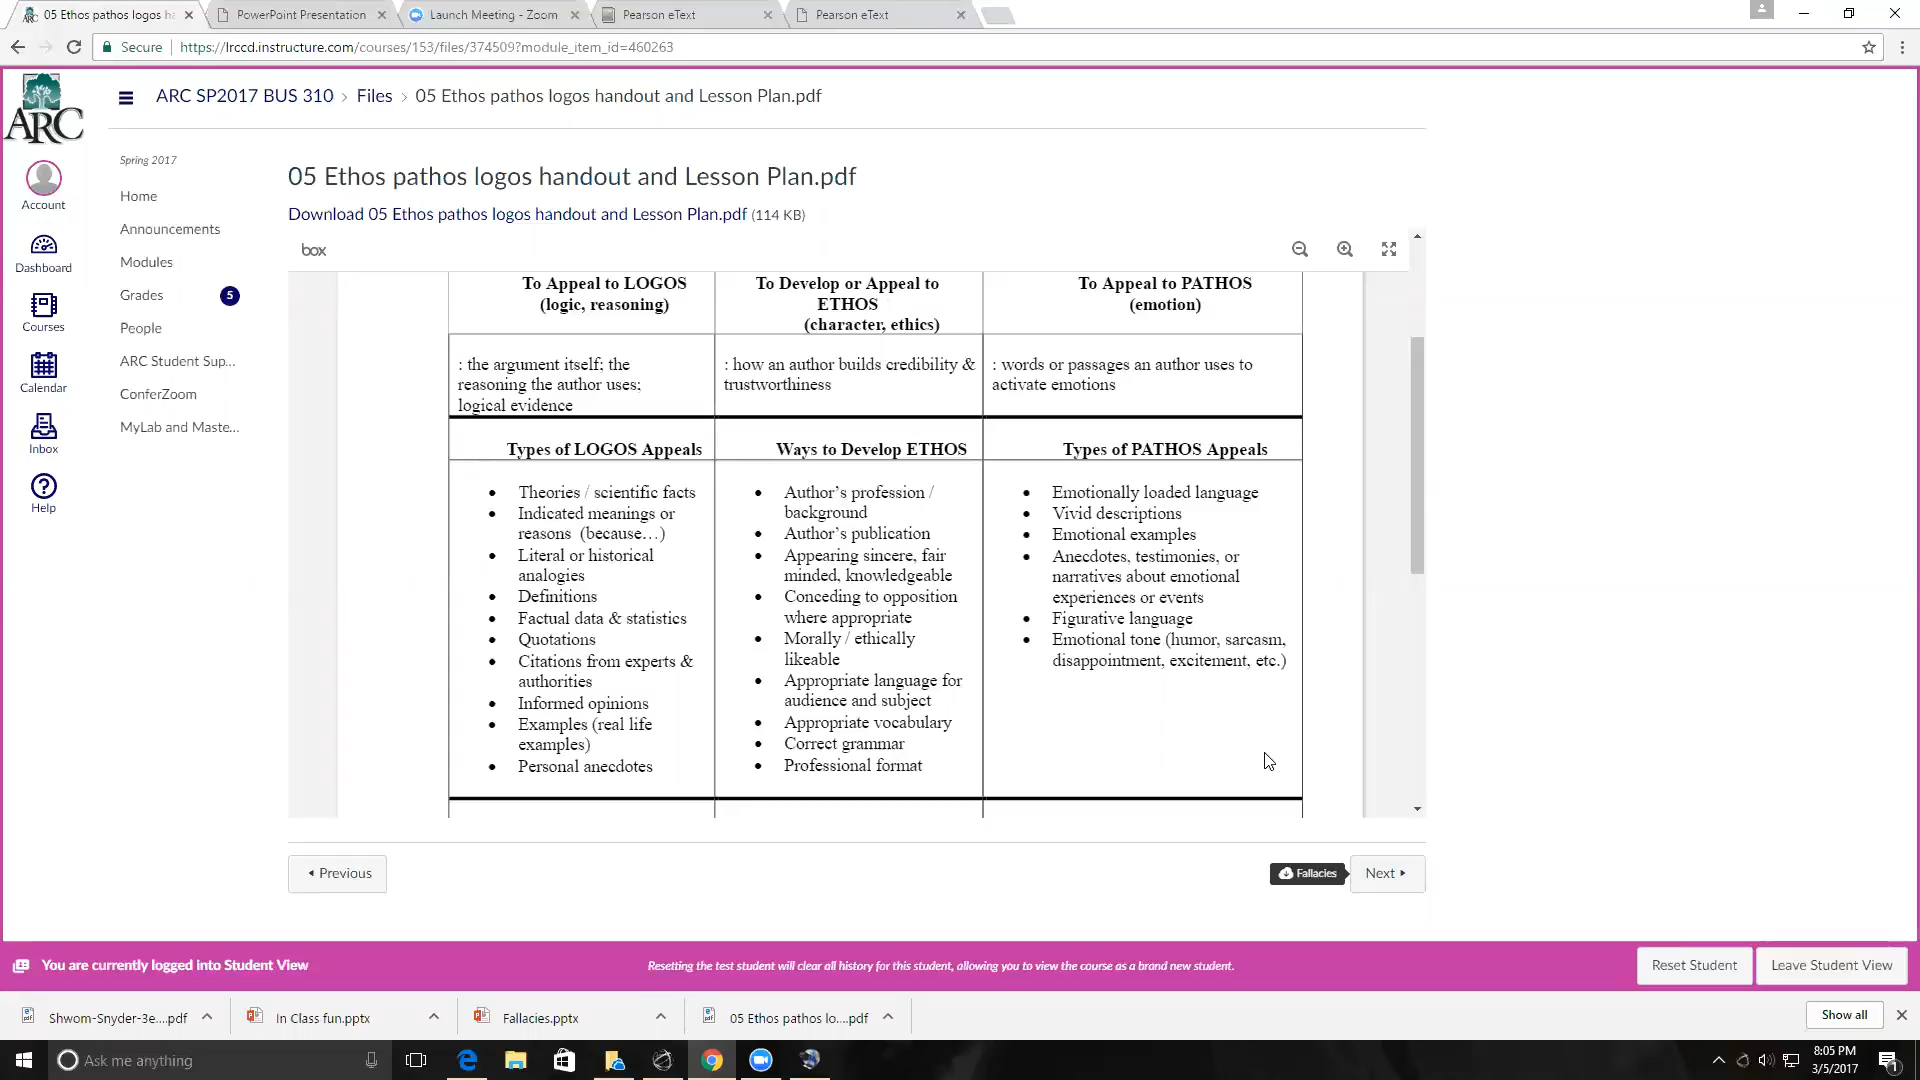 05 Ethos pathos logos ha
PowerPoint Presentation
Launch Meeting - Zoom
Pearson eText
Pearson eText
Secure
https://lrccd.instructure.com/courses/153/files/374509?module_item_id=460263
ARC
Account
Dashboard
Courses
Calendar
Inbox
Help
ARC SP2017 BUS 310 › Files › 05 Ethos pathos logos handout and Lesson Plan.pdf
Spring 2017
Home
Announcements
Modules
Grades 5
People
ARC Student Sup...
ConferZoom
MyLab and Maste...
05 Ethos pathos logos handout and Lesson Plan.pdf
Download 05 Ethos pathos logos handout and Lesson Plan.pdf (114 KB)
box
To Appeal to LOGOS
(logic, reasoning)
To Develop or Appeal to
ETHOS
(character, ethics)
To Appeal to PATHOS
(emotion)
: the argument itself; the
reasoning the author uses;
logical evidence
: how an author builds credibility &
trustworthiness
: words or passages an author uses to
activate emotions
Types of LOGOS Appeals
Ways to Develop ETHOS
Types of PATHOS Appeals
• Theories / scientific facts
• Indicated meanings or
reasons (because…)
• Literal or historical
analogies
• Definitions
• Factual data & statistics
• Quotations
• Citations from experts &
authorities
• Informed opinions
• Examples (real life
examples)
• Personal anecdotes
• Author's profession /
background
• Author's publication
• Appearing sincere, fair
minded, knowledgeable
• Conceding to opposition
where appropriate
• Morally / ethically
likeable
• Appropriate language for
audience and subject
• Appropriate vocabulary
• Correct grammar
• Professional format
• Emotionally loaded language
• Vivid descriptions
• Emotional examples
• Anecdotes, testimonies, or
narratives about emotional
experiences or events
• Figurative language
• Emotional tone (humor, sarcasm,
disappointment, excitement, etc.)
Previous
Fallacies
Next
You are currently logged into Student View
Resetting the test student will clear all history for this student, allowing you to view the course as a brand new student.
Reset Student
Leave Student View
Shwom-Snyder-3e....pdf
In Class fun.pptx
Fallacies.pptx
05 Ethos pathos lo....pdf
Show all
Ask me anything
8:05 PM
3/5/2017
1